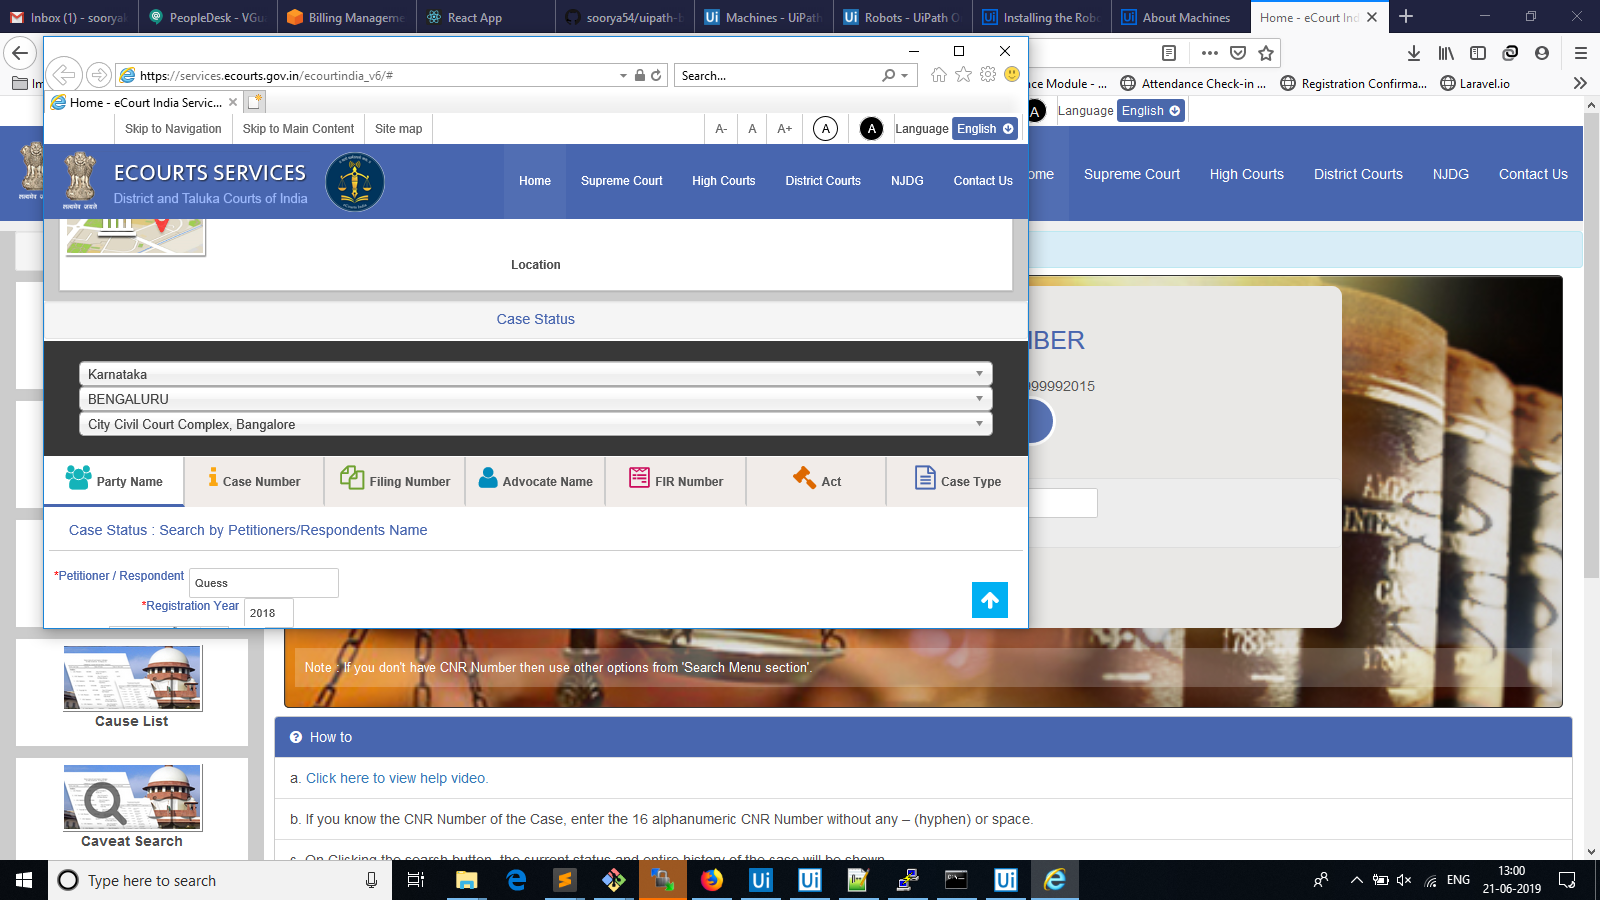 Inbox (1) - soorya
PeopleDesk - VGu
Billing Manageme
React App
soorya54/uipath-b
Machines - UiPath
Robots - UiPath O
Installing the Robo
About Machines
Home - eCourt Ind
https://services.ecourts.gov.in/ecourtindia_v6/#
Search...
ce Module - ...
Attendance Check-in ...
Registration Confirma...
Laravel.io
Home - eCourt India Servic...
Skip to Navigation
Skip to Main Content
Site map
A-
A
A+
A
A
Language
English
A
Language
English
ECOURTS SERVICES
District and Taluka Courts of India
Home
Supreme Court
High Courts
District Courts
NJDG
Contact Us
ome
Supreme Court
High Courts
District Courts
NJDG
Contact Us
Location
Case Status
Karnataka
BENGALURU
City Civil Court Complex, Bangalore
MBER
999992015
Party Name
Case Number
Filing Number
Advocate Name
FIR Number
Act
Case Type
Case Status : Search by Petitioners/Respondents Name
*Petitioner / Respondent
Quess
*Registration Year
2018
Note : If you don't have CNR Number then use other options from 'Search Menu section'.
Cause List
How to
a. Click here to view help video.
b. If you know the CNR Number of the Case, enter the 16 alphanumeric CNR Number without any – (hyphen) or space.
c. On Clicking the search button, the current status and entire history of the case will be shown.
Caveat Search
Type here to search
ENG
13:00
21-06-2019